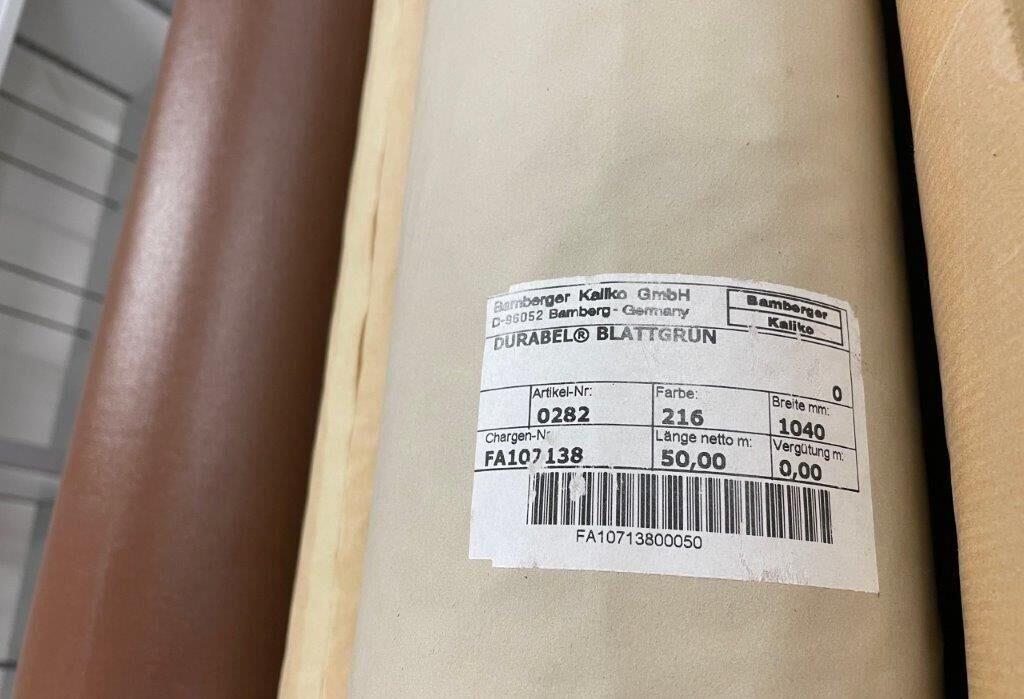 Bamberger Kaliko GmbH
D-96052 Bamberg - Germany
Bamberger
Kaliko
DURABEL® BLATTGRÜN
0
Artikel-Nr:
0282
Farbe:
216
Breite mm:
1040
Chargen-Nr
FA107138
Länge netto m:
50,00
Vergütung m:
0,00
FA10713800050